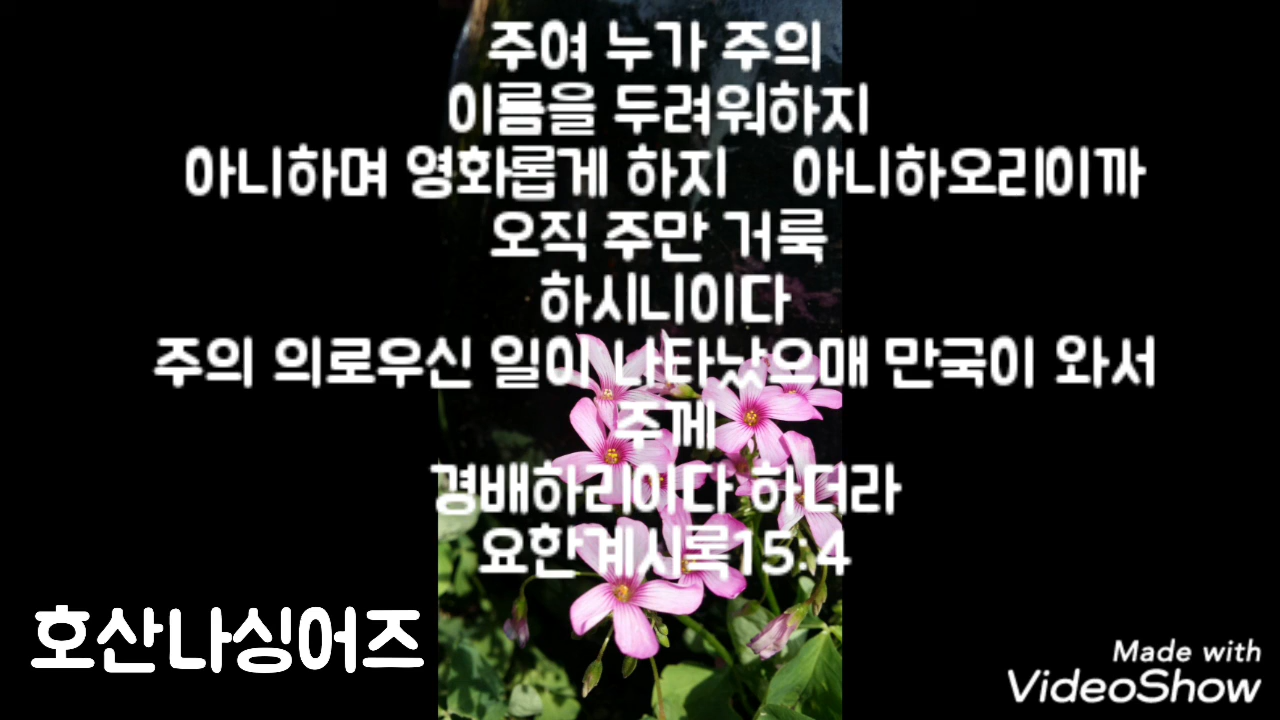 주여 누가 주의
이름을 두려워하지
아니하며 영화롭게 하지 아니하오리이까
오직 주만 거룩
하시니이다
주의 의로우신 일이 나타났으매 만국이 와서
주께
경배하리이다 하더라
요한계시록15:4
호산나싱어즈
Made with
VideoShow